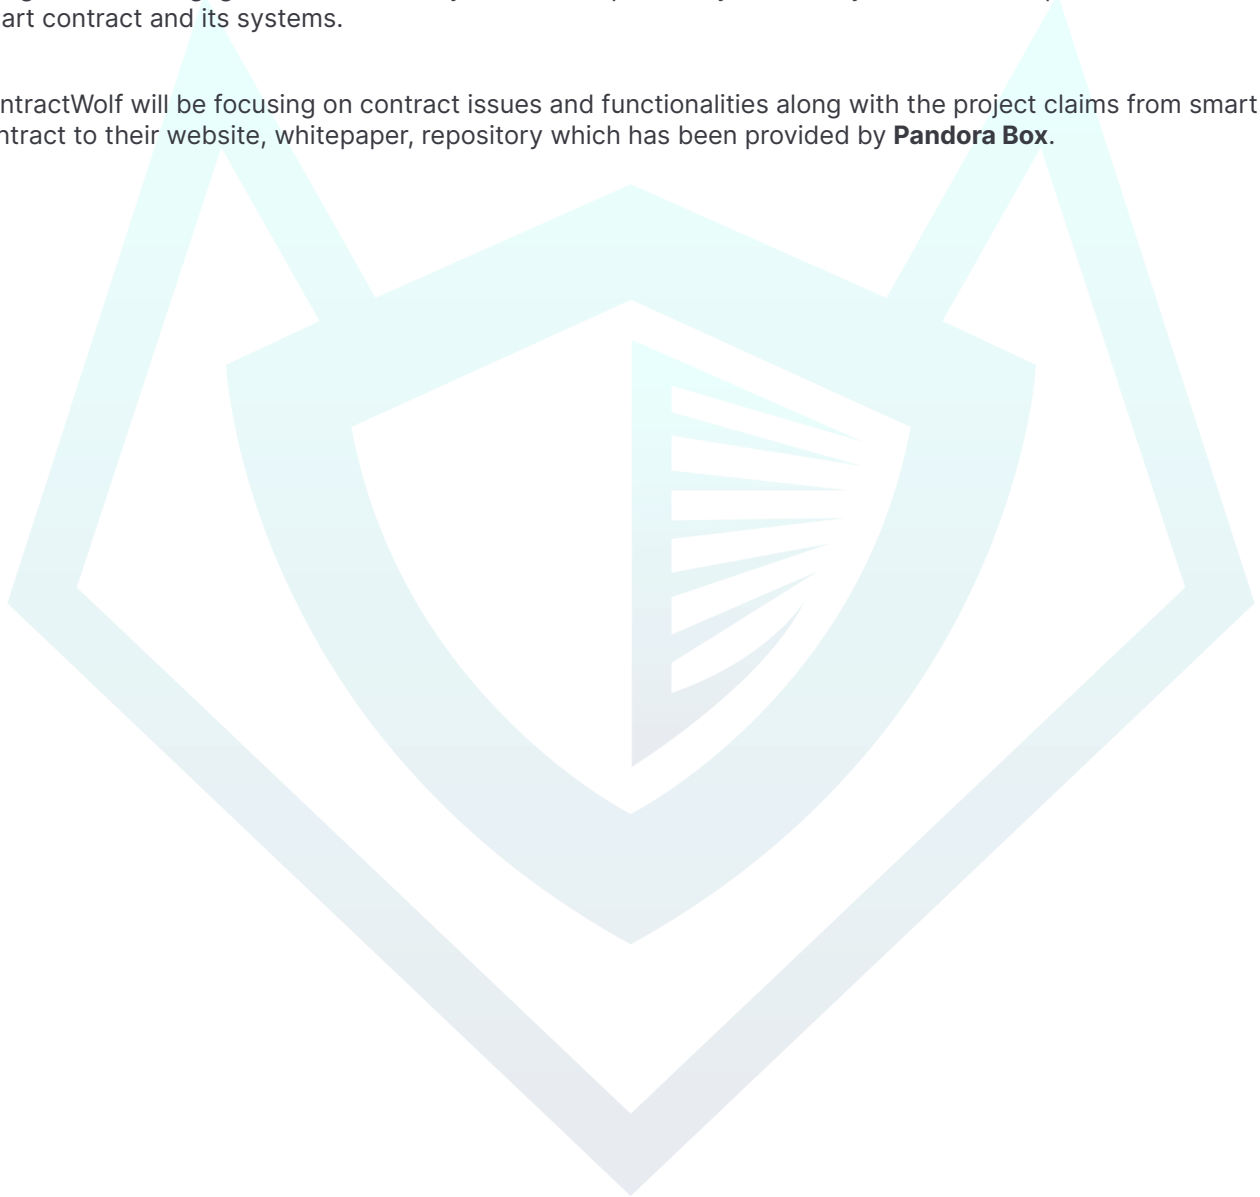 art contract and its systems.
ntractWolf will be focusing on contract issues and functionalities along with the project claims from smart
ntract to their website, whitepaper, repository which has been provided by Pandora Box.